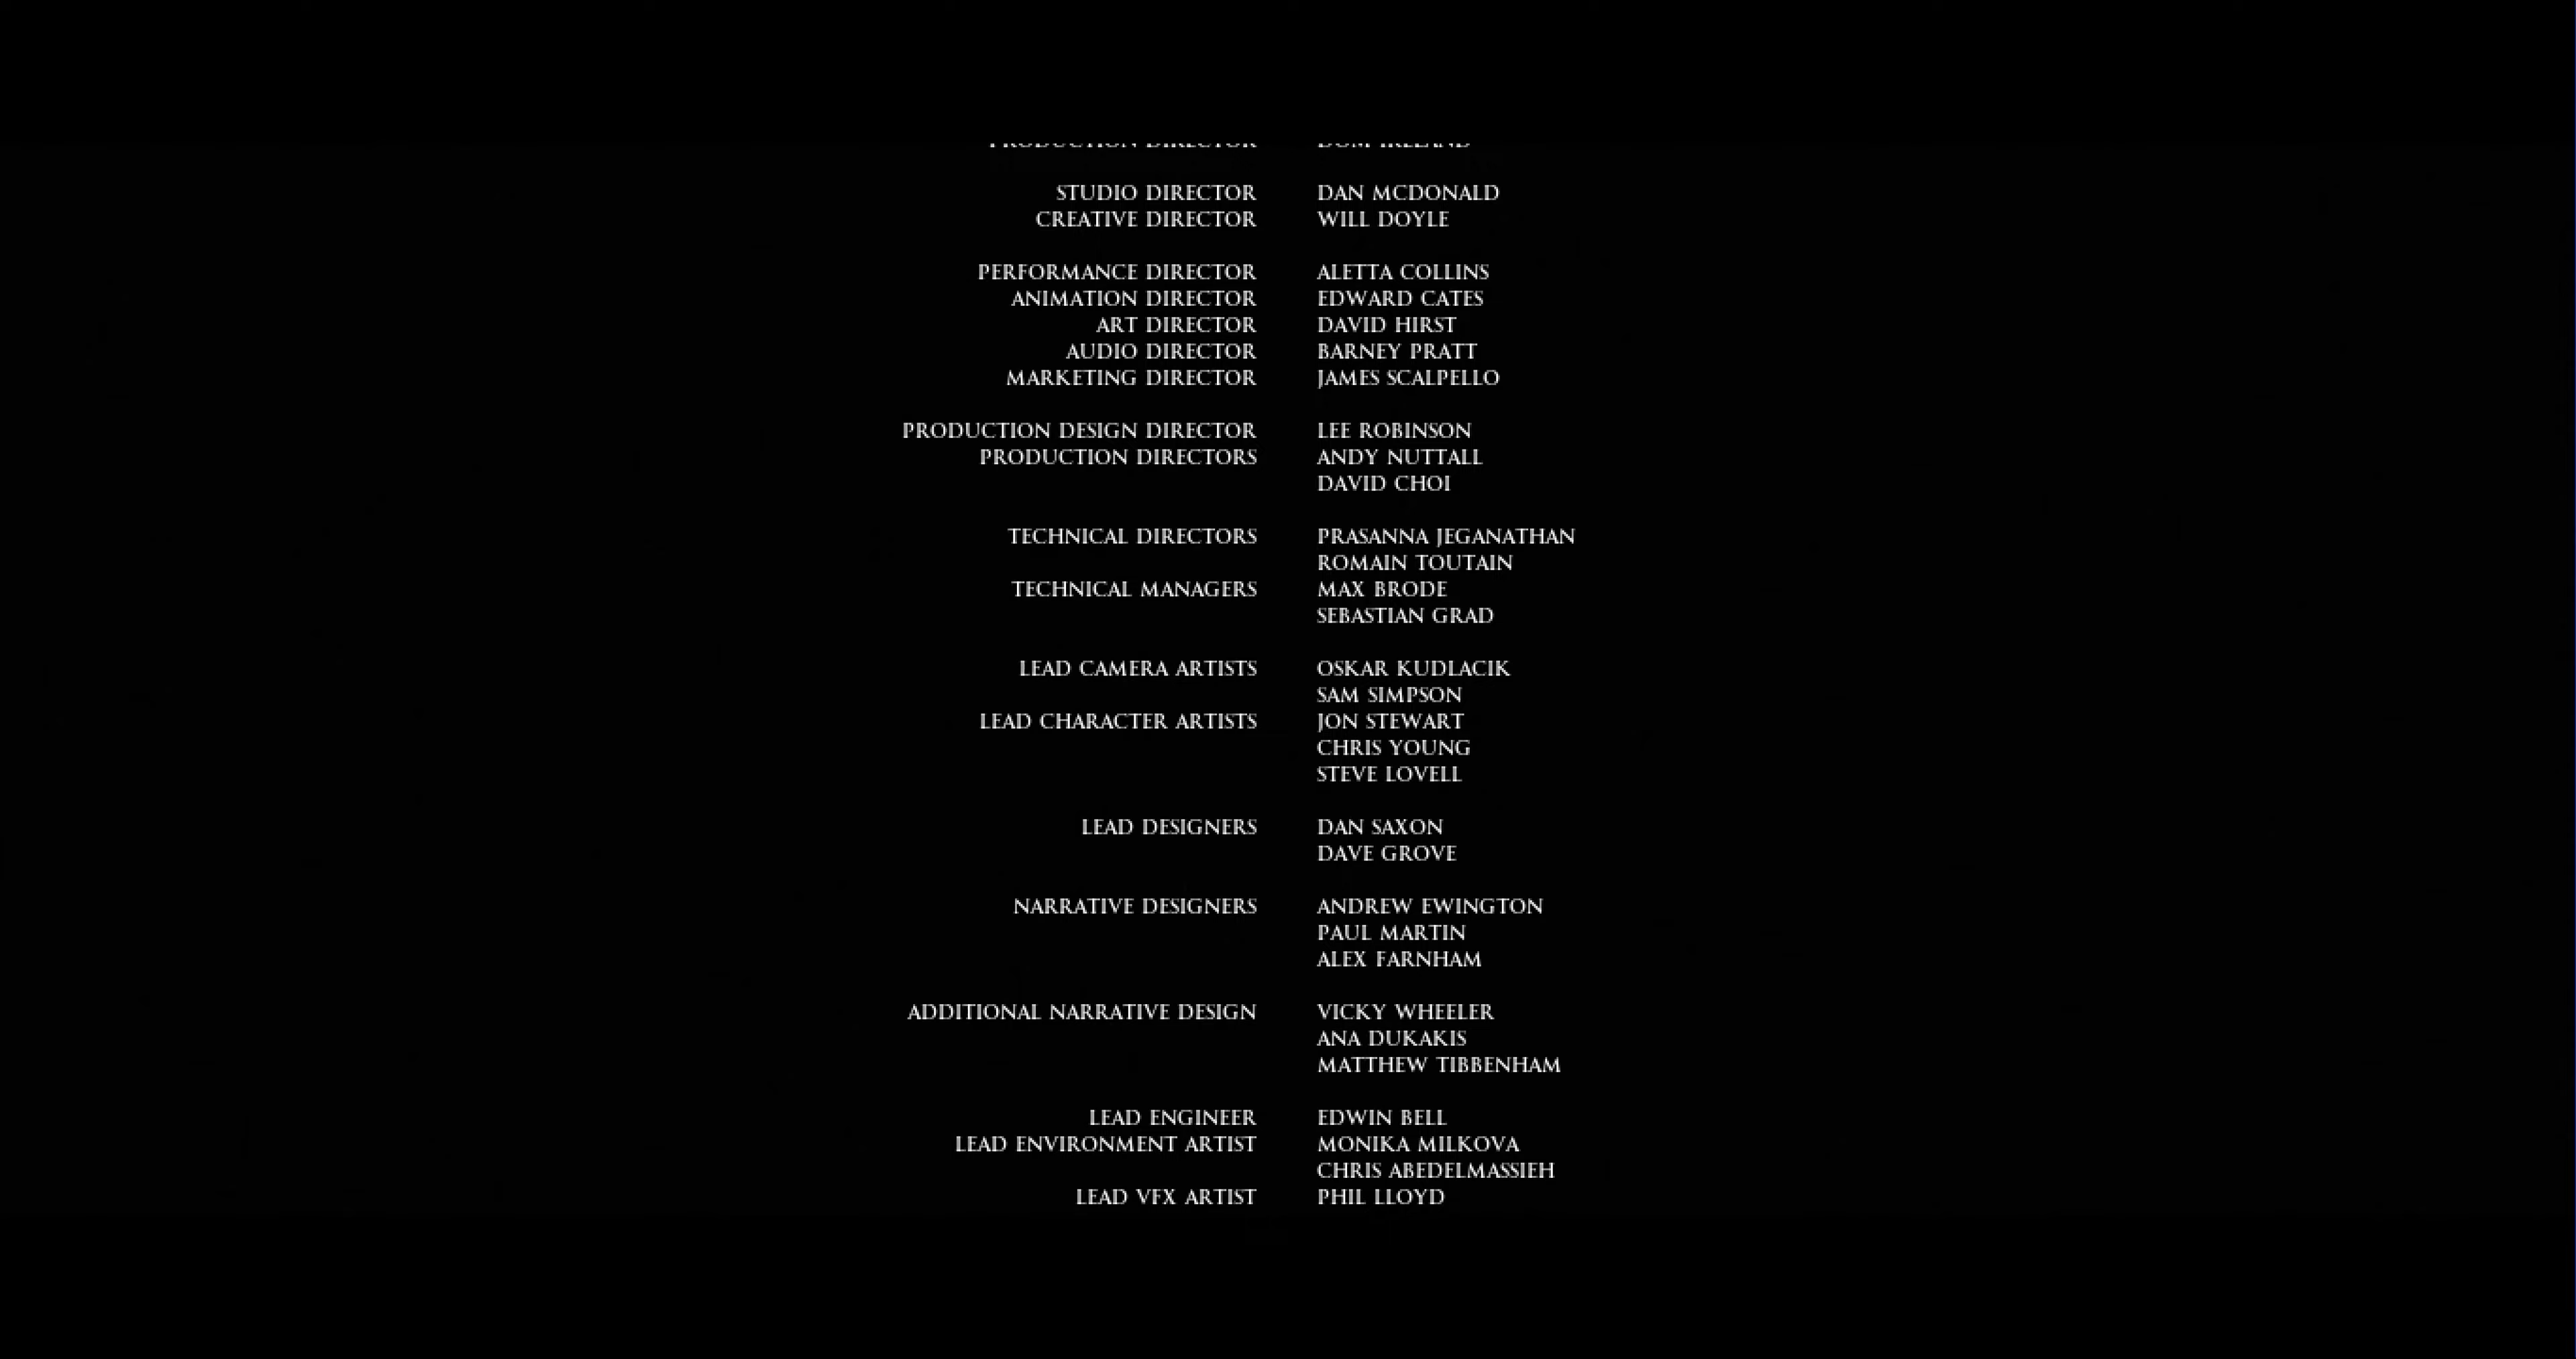 PRODUCTION DIRECTOR DOM IRELAND
STUDIO DIRECTOR DAN MCDONALD
CREATIVE DIRECTOR WILL DOYLE
PERFORMANCE DIRECTOR ALETTA COLLINS
ANIMATION DIRECTOR EDWARD CATES
ART DIRECTOR DAVID HIRST
AUDIO DIRECTOR BARNEY PRATT
MARKETING DIRECTOR JAMES SCALPELLO
PRODUCTION DESIGN DIRECTOR LEE ROBINSON
PRODUCTION DIRECTORS ANDY NUTTALL
DAVID CHOI
TECHNICAL DIRECTORS PRASANNA JEGANATHAN
ROMAIN TOUTAIN
TECHNICAL MANAGERS MAX BRODE
SEBASTIAN GRAD
LEAD CAMERA ARTISTS OSKAR KUDLACIK
SAM SIMPSON
LEAD CHARACTER ARTISTS JON STEWART
CHRIS YOUNG
STEVE LOVELL
LEAD DESIGNERS DAN SAXON
DAVE GROVE
NARRATIVE DESIGNERS ANDREW EWINGTON
PAUL MARTIN
ALEX FARNHAM
ADDITIONAL NARRATIVE DESIGN VICKY WHEELER
ANA DUKAKIS
MATTHEW TIBBENHAM
LEAD ENGINEER EDWIN BELL
LEAD ENVIRONMENT ARTIST MONIKA MILKOVA
CHRIS ABEDELMASSIEH
LEAD VFX ARTIST PHIL LLOYD